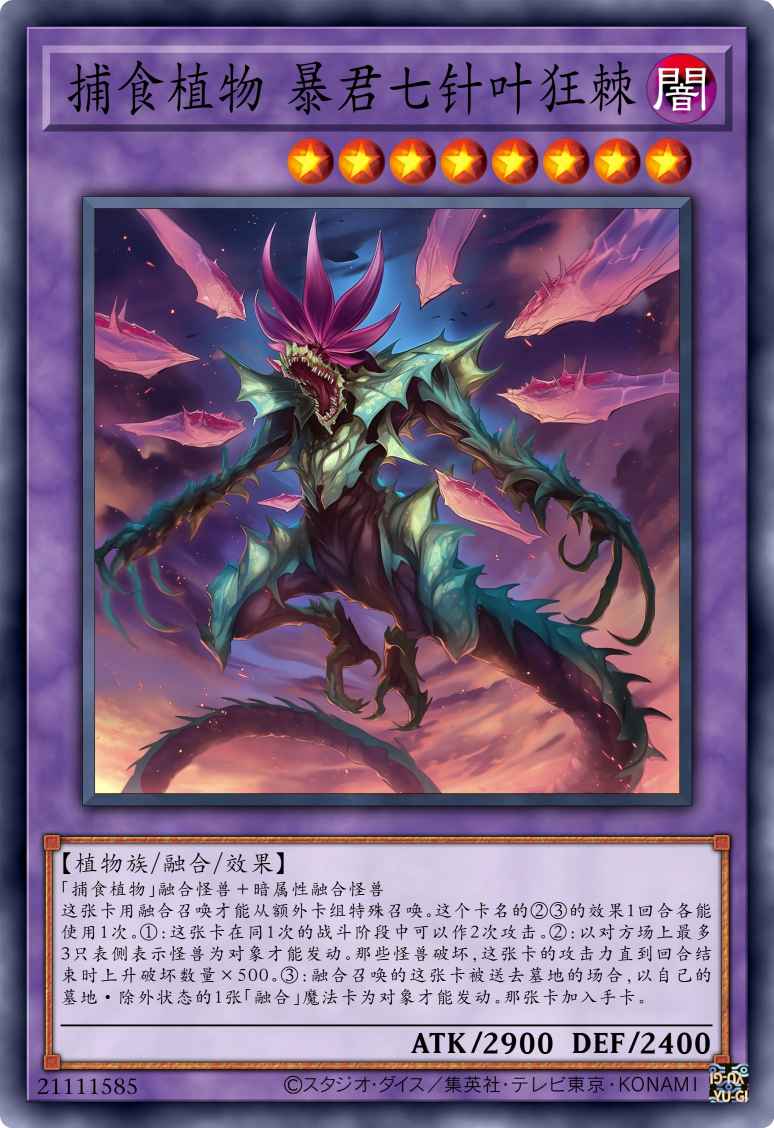 捕食植物 暴君七针叶狂棘 闇
【植物族/融合/效果】
「捕食植物」融合怪兽＋暗属性融合怪兽
这张卡用融合召唤才能从额外卡组特殊召唤。这个卡名的②③的效果1回合各能
使用1次。①:这张卡在同1次的战斗阶段中可以作2次攻击。②:以对方场上最多
3只表侧表示怪兽为对象才能发动。那些怪兽破坏,这张卡的攻击力直到回合结
束时上升破坏数量×500。③:融合召唤的这张卡被送去墓地的场合,以自己的
墓地・除外状态的1张「融合」魔法卡为对象才能发动。那张卡加入手卡。
ATK/2900 DEF/2400
21111585 ©スタジオ・ダイス／集英社・テレビ東京・KONAMI